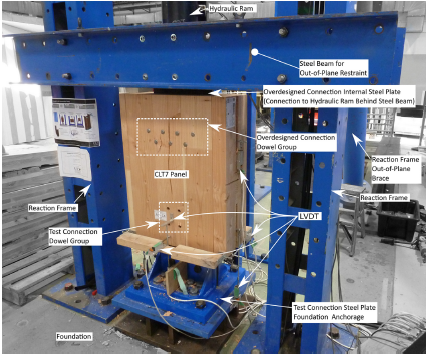 Hydraulic Ram
Steel Beam for
Out-of-Plane Restraint
Overdesigned Connection Internal Steel Plate
(Connection to Hydraulic Ram Behind Steel Beam)
Overdesigned Connection
Dowel Group
CLT7 Panel
Reaction Frame
Out-of-Plane
Brace
Reaction Frame
Reaction Frame
LVDT
Test Connection
Dowel Group
Test Connection Steel Plate
Foundation Anchorage
Foundation